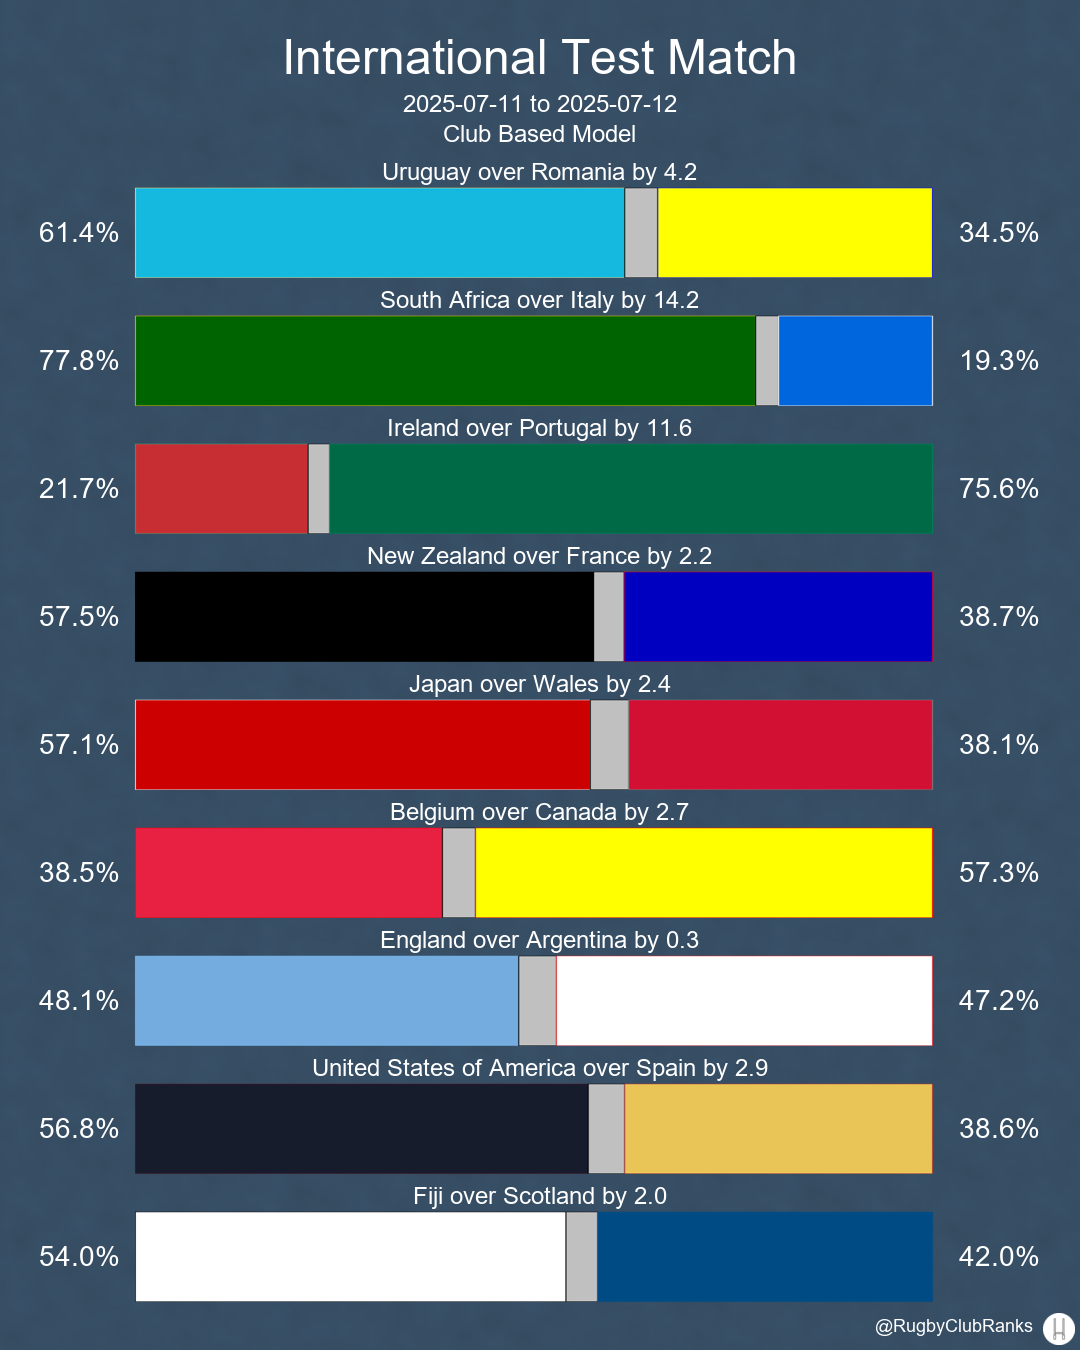 International Test Match
2025-07-11 to 2025-07-12
Club Based Model
Uruguay over Romania by 4.2
61.4% 34.5%
South Africa over Italy by 14.2
77.8% 19.3%
Ireland over Portugal by 11.6
21.7% 75.6%
New Zealand over France by 2.2
57.5% 38.7%
Japan over Wales by 2.4
57.1% 38.1%
Belgium over Canada by 2.7
38.5% 57.3%
England over Argentina by 0.3
48.1% 47.2%
United States of America over Spain by 2.9
56.8% 38.6%
Fiji over Scotland by 2.0
54.0% 42.0%
@RugbyClubRanks